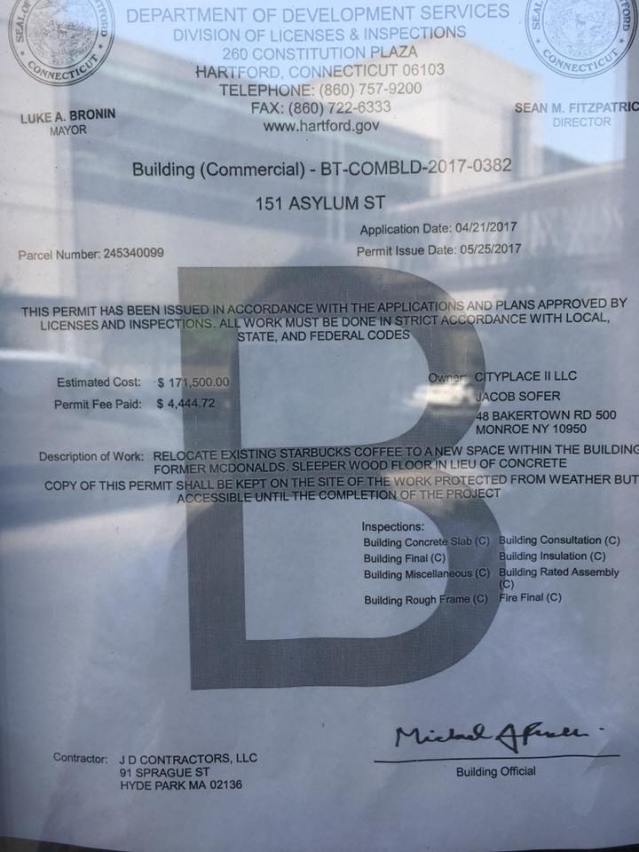 DEPARTMENT OF DEVELOPMENT SERVICES
DIVISION OF LICENSES & INSPECTIONS
260 CONSTITUTION PLAZA
HARTFORD, CONNECTICUT 06103
TELEPHONE: (860) 757-9200
FAX: (860) 722-6333
www.hartford.gov
CONNECTICUT
CONNECTICUT
LUKE A. BRONIN
MAYOR
SEAN M. FITZPATRIC
DIRECTOR
Building (Commercial) - BT-COMBLD-2017-0382
151 ASYLUM ST
Application Date: 04/21/2017
Parcel Number: 245340099
Permit Issue Date: 05/25/2017
B
THIS PERMIT HAS BEEN ISSUED IN ACCORDANCE WITH THE APPLICATIONS AND PLANS APPROVED BY
LICENSES AND INSPECTIONS. ALL WORK MUST BE DONE IN STRICT ACCORDANCE WITH LOCAL,
STATE, AND FEDERAL CODES
Estimated Cost: $ 171,500.00
Permit Fee Paid: $ 4,444.72
Owner: CITYPLACE II LLC
JACOB SOFER
48 BAKERTOWN RD 500
MONROE NY 10950
Description of Work: RELOCATE EXISTING STARBUCKS COFFEE TO A NEW SPACE WITHIN THE BUILDING
FORMER MCDONALDS. SLEEPER WOOD FLOOR IN LIEU OF CONCRETE
COPY OF THIS PERMIT SHALL BE KEPT ON THE SITE OF THE WORK PROTECTED FROM WEATHER BUT
ACCESSIBLE UNTIL THE COMPLETION OF THE PROJECT
Inspections:
Building Concrete Slab (C) Building Consultation (C)
Building Final (C) Building Insulation (C)
Building Miscellaneous (C) Building Rated Assembly
(C)
Building Rough Frame (C) Fire Final (C)
Michael
Building Official
Contractor: J D CONTRACTORS, LLC
91 SPRAGUE ST
HYDE PARK MA 02136